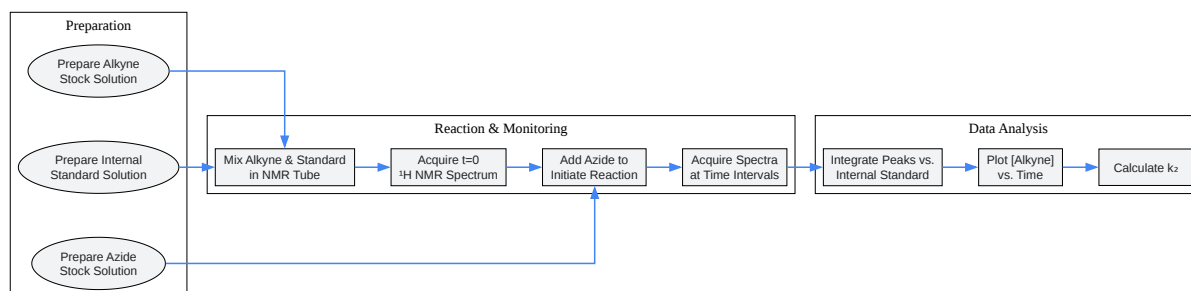 Preparation
Prepare Alkyne
Stock Solution
Prepare Internal
Standard Solution
Prepare Azide
Stock Solution
Reaction & Monitoring
Mix Alkyne & Standard
in NMR Tube
Acquire t=0
¹H NMR Spectrum
Add Azide to
Initiate Reaction
Acquire Spectra
at Time Intervals
Data Analysis
Integrate Peaks vs.
Internal Standard
Plot [Alkyne]
vs. Time
Calculate k₂